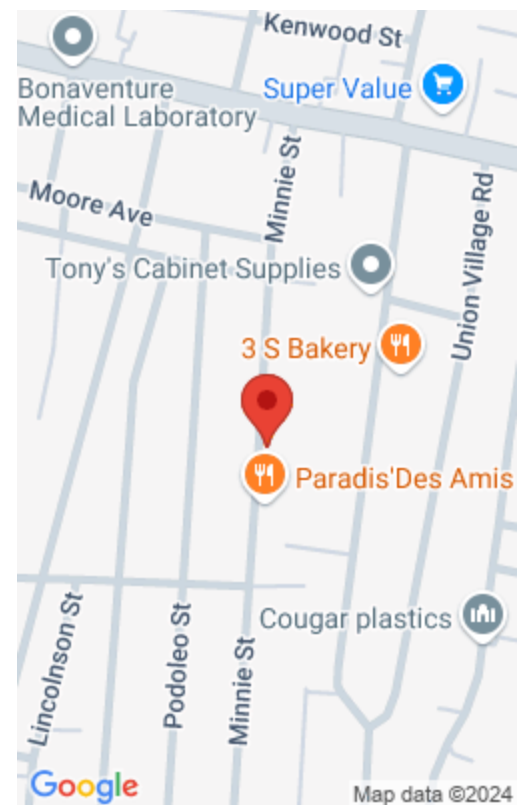 Kenwood St
Bonaventure
Medical Laboratory
Super Value
Minnie St
Moore Ave
Union Village Rd
Tony's Cabinet Supplies
3 S Bakery
Paradis'Des Amis
Cougar plastics
Lincolnson St
Podoleo St
Minnie St
Google
Map data ©2024